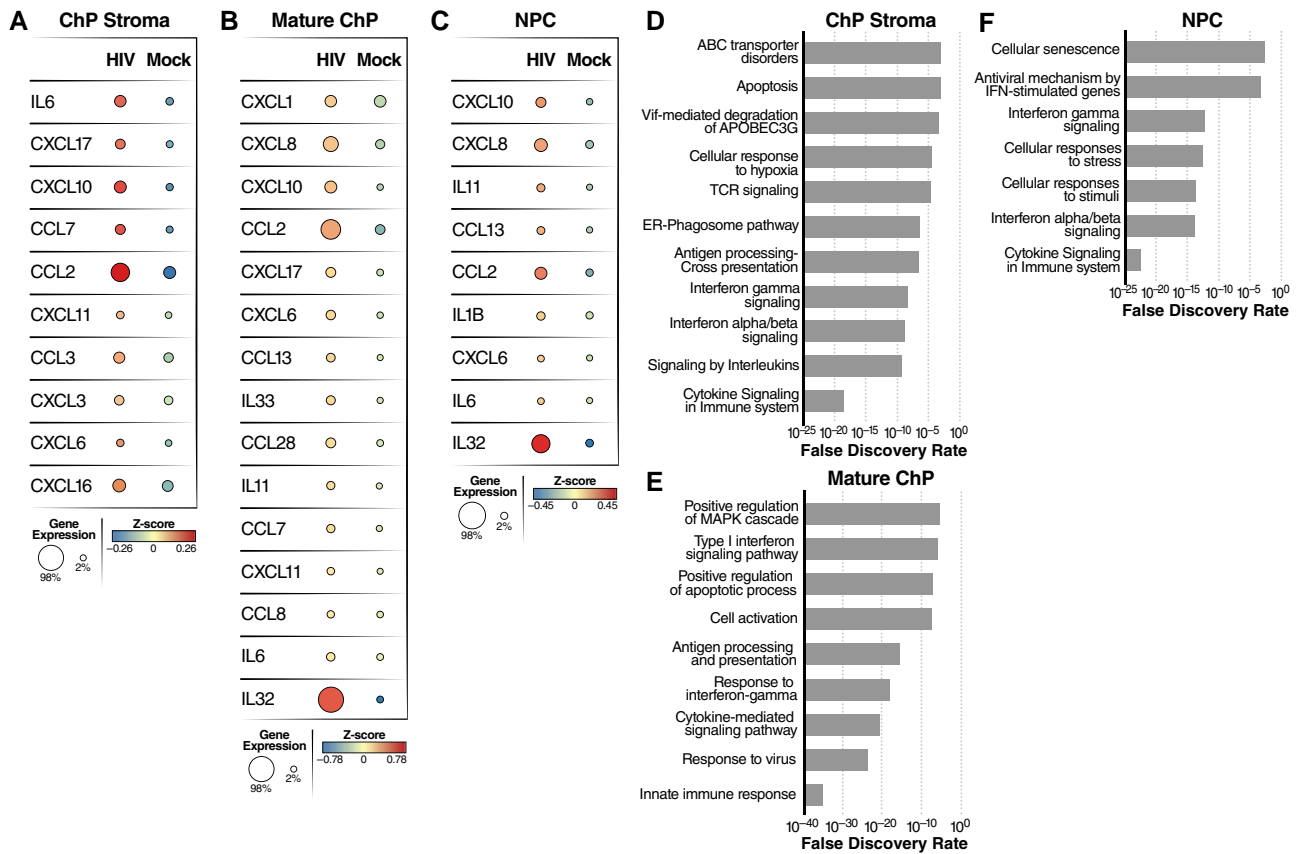 A
ChP Stroma
HIV Mock
IL6
CXCL17
CXCL10
CCL7
CCL2
CXCL11
CCL3
CXCL3
CXCL6
CXCL16
Gene
Expression
98%
2%
Z-score
−0.26 0 0.26
B
Mature ChP
HIV Mock
CXCL1
CXCL8
CXCL10
CCL2
CXCL17
CXCL6
CCL13
IL33
CCL28
IL11
CCL7
CXCL11
CCL8
IL6
IL32
Gene
Expression
98%
2%
Z-score
−0.78 0 0.78
C
NPC
HIV Mock
CXCL10
CXCL8
IL11
CCL13
CCL2
IL1B
CXCL6
IL6
IL32
Gene
Expression
98%
2%
Z-score
−0.45 0 0.45
D
ChP Stroma
ABC transporter
disorders
Apoptosis
Vif-mediated degradation
of APOBEC3G
Cellular response
to hypoxia
TCR signaling
ER-Phagosome pathway
Antigen processing-
Cross presentation
Interferon gamma
signaling
Interferon alpha/beta
signaling
Signaling by Interleukins
Cytokine Signaling
in Immune system
10−25 10−20 10−15 10−10 10−5 100
False Discovery Rate
E
Mature ChP
Positive regulation
of MAPK cascade
Type I interferon
signaling pathway
Positive regulation
of apoptotic process
Cell activation
Antigen processing
and presentation
Response to
interferon-gamma
Cytokine-mediated
signaling pathway
Response to virus
Innate immune response
10−40 10−30 10−20 10−10 100
False Discovery Rate
F
NPC
Cellular senescence
Antiviral mechanism by
IFN-stimulated genes
Interferon gamma
signaling
Cellular responses
to stress
Cellular responses
to stimuli
Interferon alpha/beta
signaling
Cytokine Signaling
in Immune system
10−25 10−20 10−15 10−10 10−5 100
False Discovery Rate